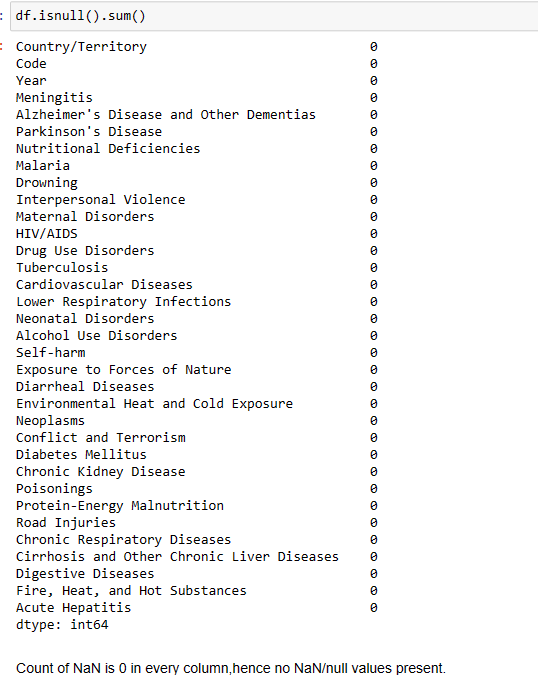 : df.isnull().sum()
: Country/Territory 0
Code 0
Year 0
Meningitis 0
Alzheimer's Disease and Other Dementias 0
Parkinson's Disease 0
Nutritional Deficiencies 0
Malaria 0
Drowning 0
Interpersonal Violence 0
Maternal Disorders 0
HIV/AIDS 0
Drug Use Disorders 0
Tuberculosis 0
Cardiovascular Diseases 0
Lower Respiratory Infections 0
Neonatal Disorders 0
Alcohol Use Disorders 0
Self-harm 0
Exposure to Forces of Nature 0
Diarrheal Diseases 0
Environmental Heat and Cold Exposure 0
Neoplasms 0
Conflict and Terrorism 0
Diabetes Mellitus 0
Chronic Kidney Disease 0
Poisonings 0
Protein-Energy Malnutrition 0
Road Injuries 0
Chronic Respiratory Diseases 0
Cirrhosis and Other Chronic Liver Diseases 0
Digestive Diseases 0
Fire, Heat, and Hot Substances 0
Acute Hepatitis 0
dtype: int64
Count of NaN is 0 in every column,hence no NaN/null values present.